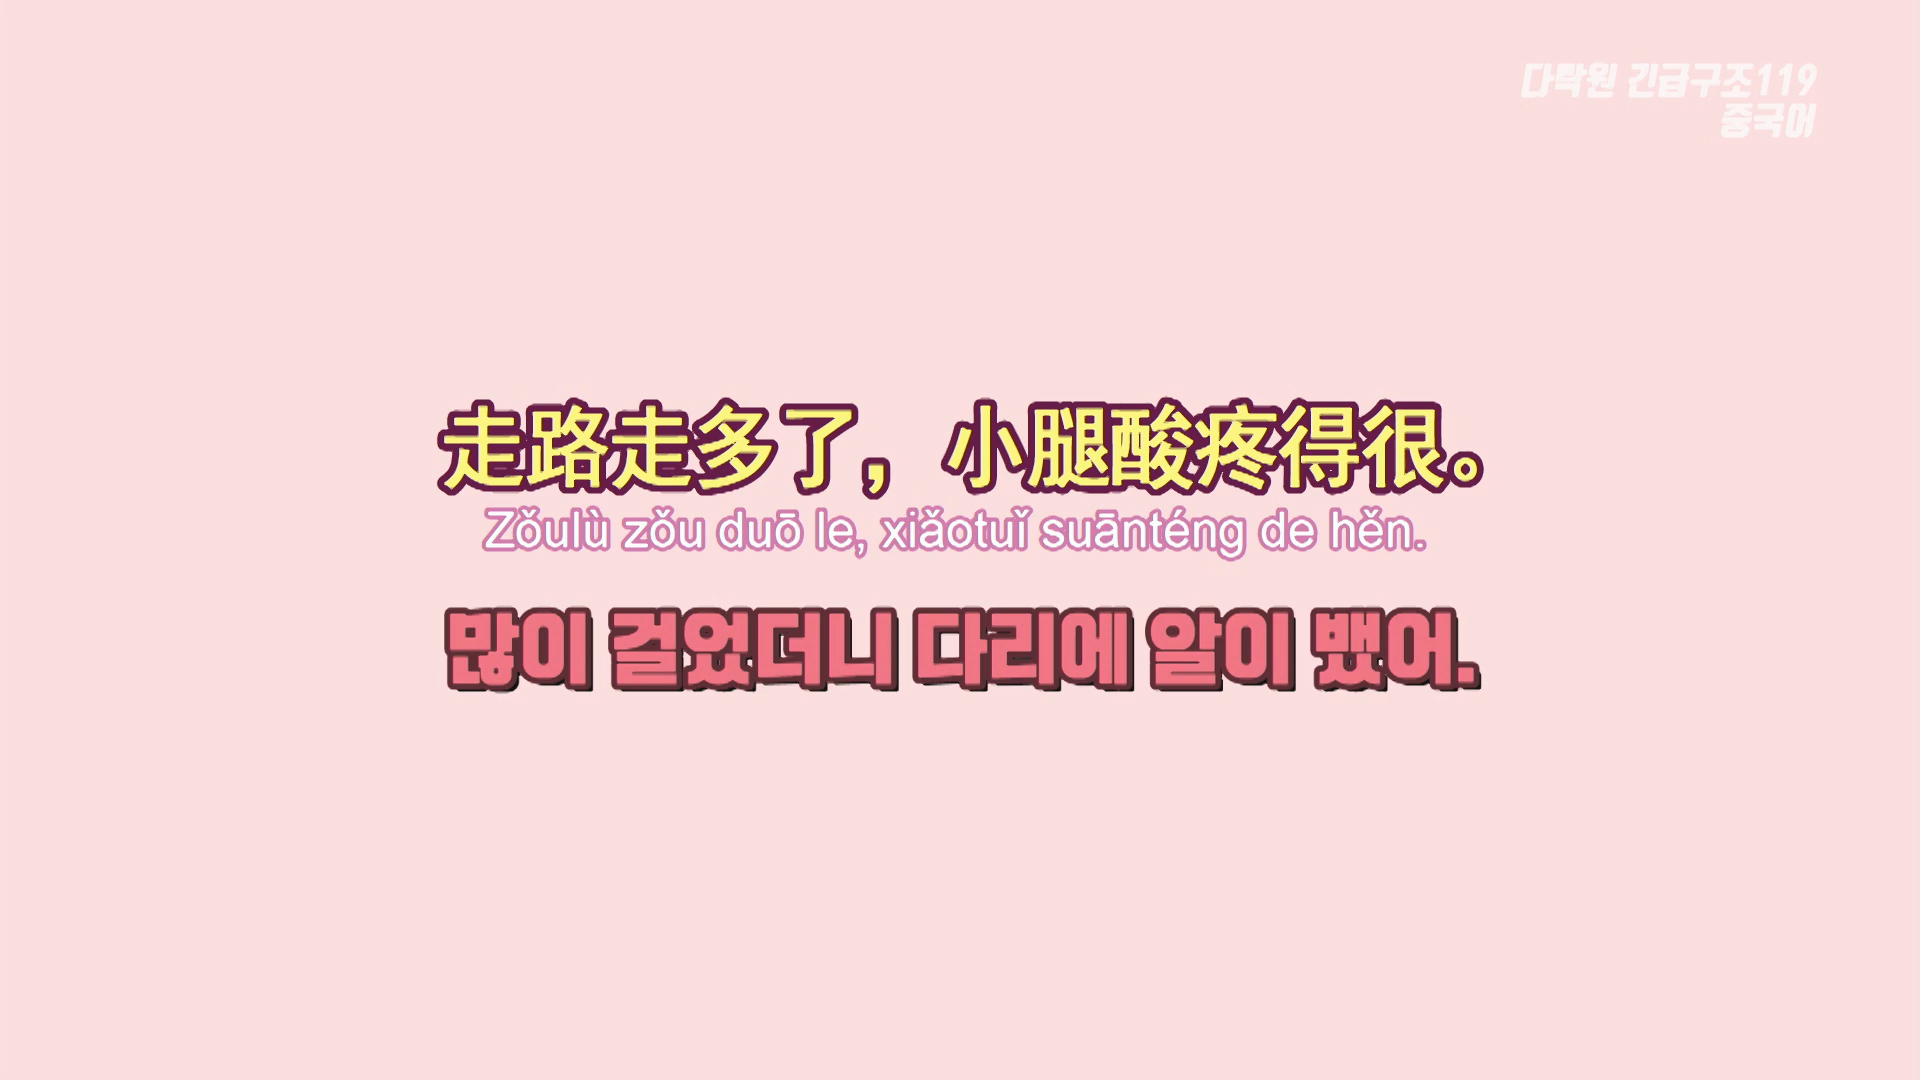 다락원 긴급구조119
중국어
走路走多了，小腿酸疼得很。
Zǒulù zǒu duō le, xiǎotuǐ suānténg de hěn.
많이 걸었더니 다리에 알이 뱄어.